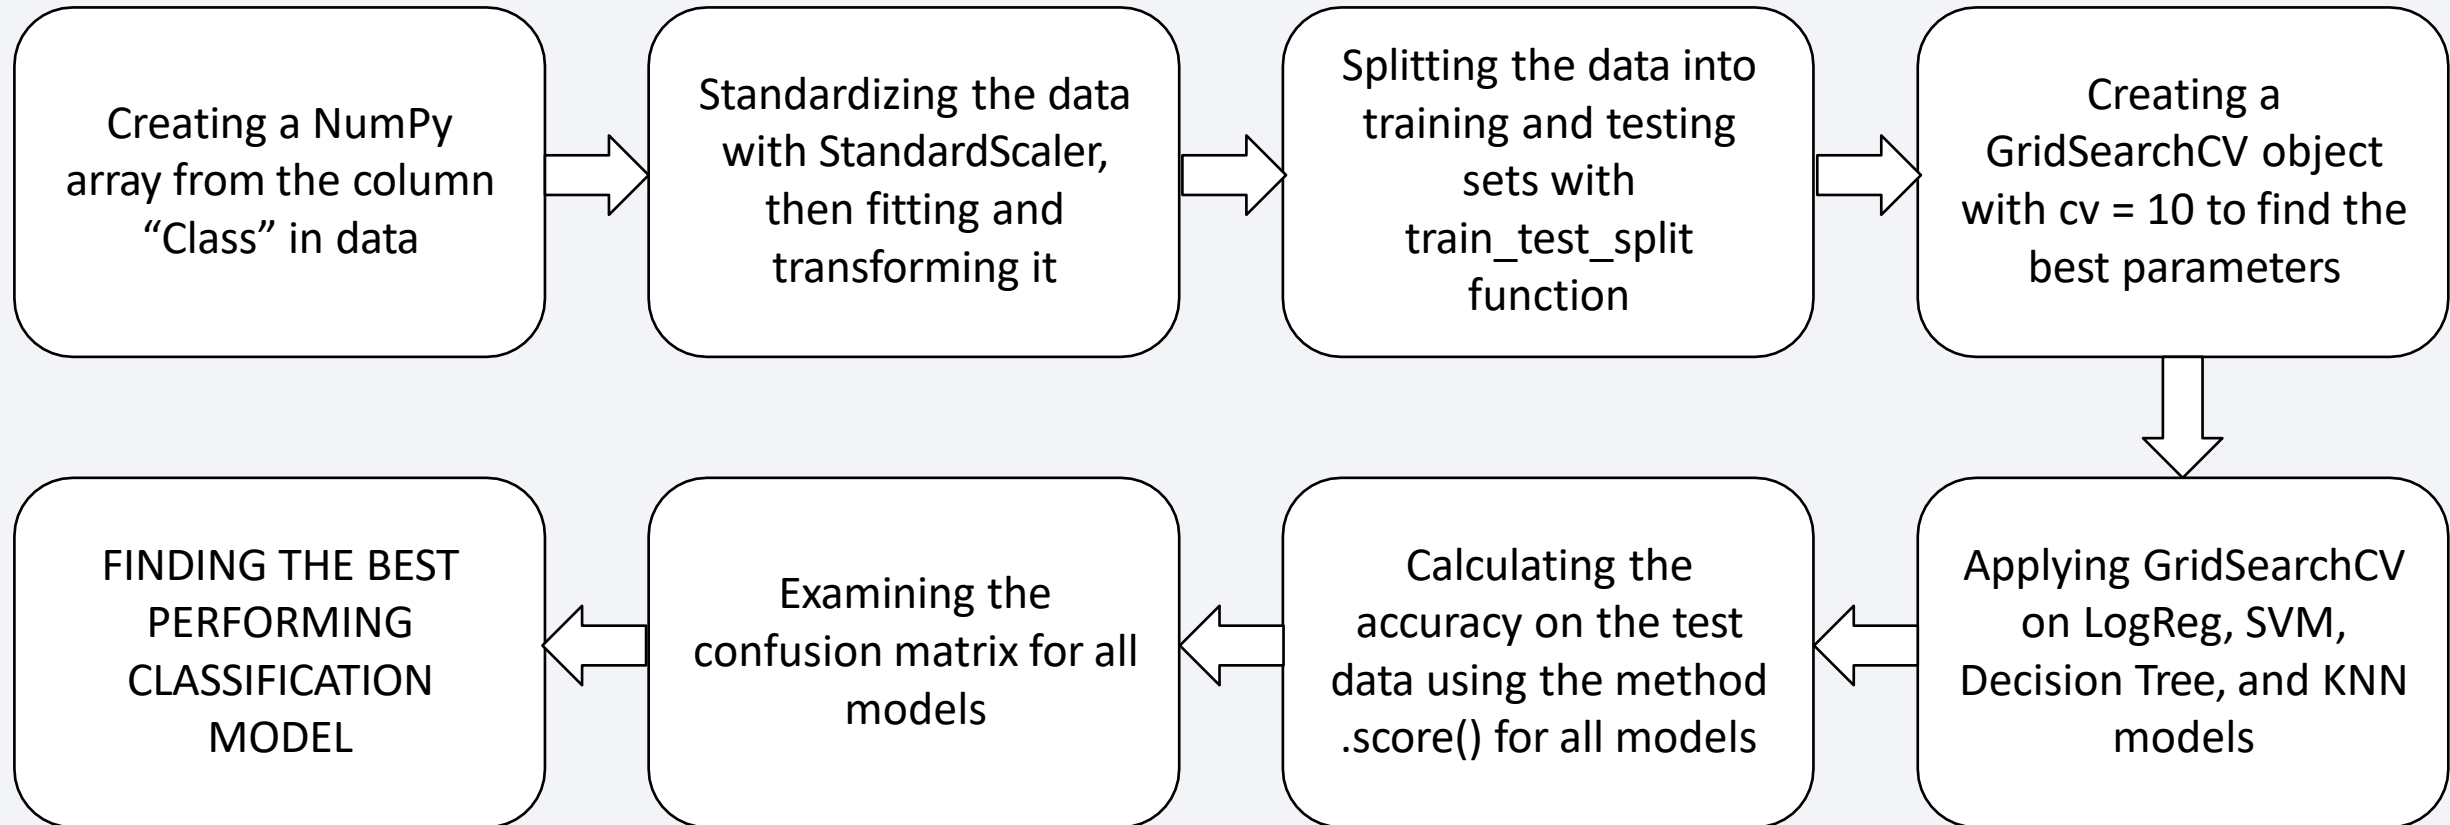 Creating a NumPy
array from the column
“Class” in data
Standardizing the data
with StandardScaler,
then fitting and
transforming it
Splitting the data into
training and testing
sets with
train_test_split
function
Creating a
GridSearchCV object
with cv = 10 to find the
best parameters
Applying GridSearchCV
on LogReg, SVM,
Decision Tree, and KNN
models
Calculating the
accuracy on the test
data using the method
.score() for all models
Examining the
confusion matrix for all
models
FINDING THE BEST
PERFORMING
CLASSIFICATION
MODEL